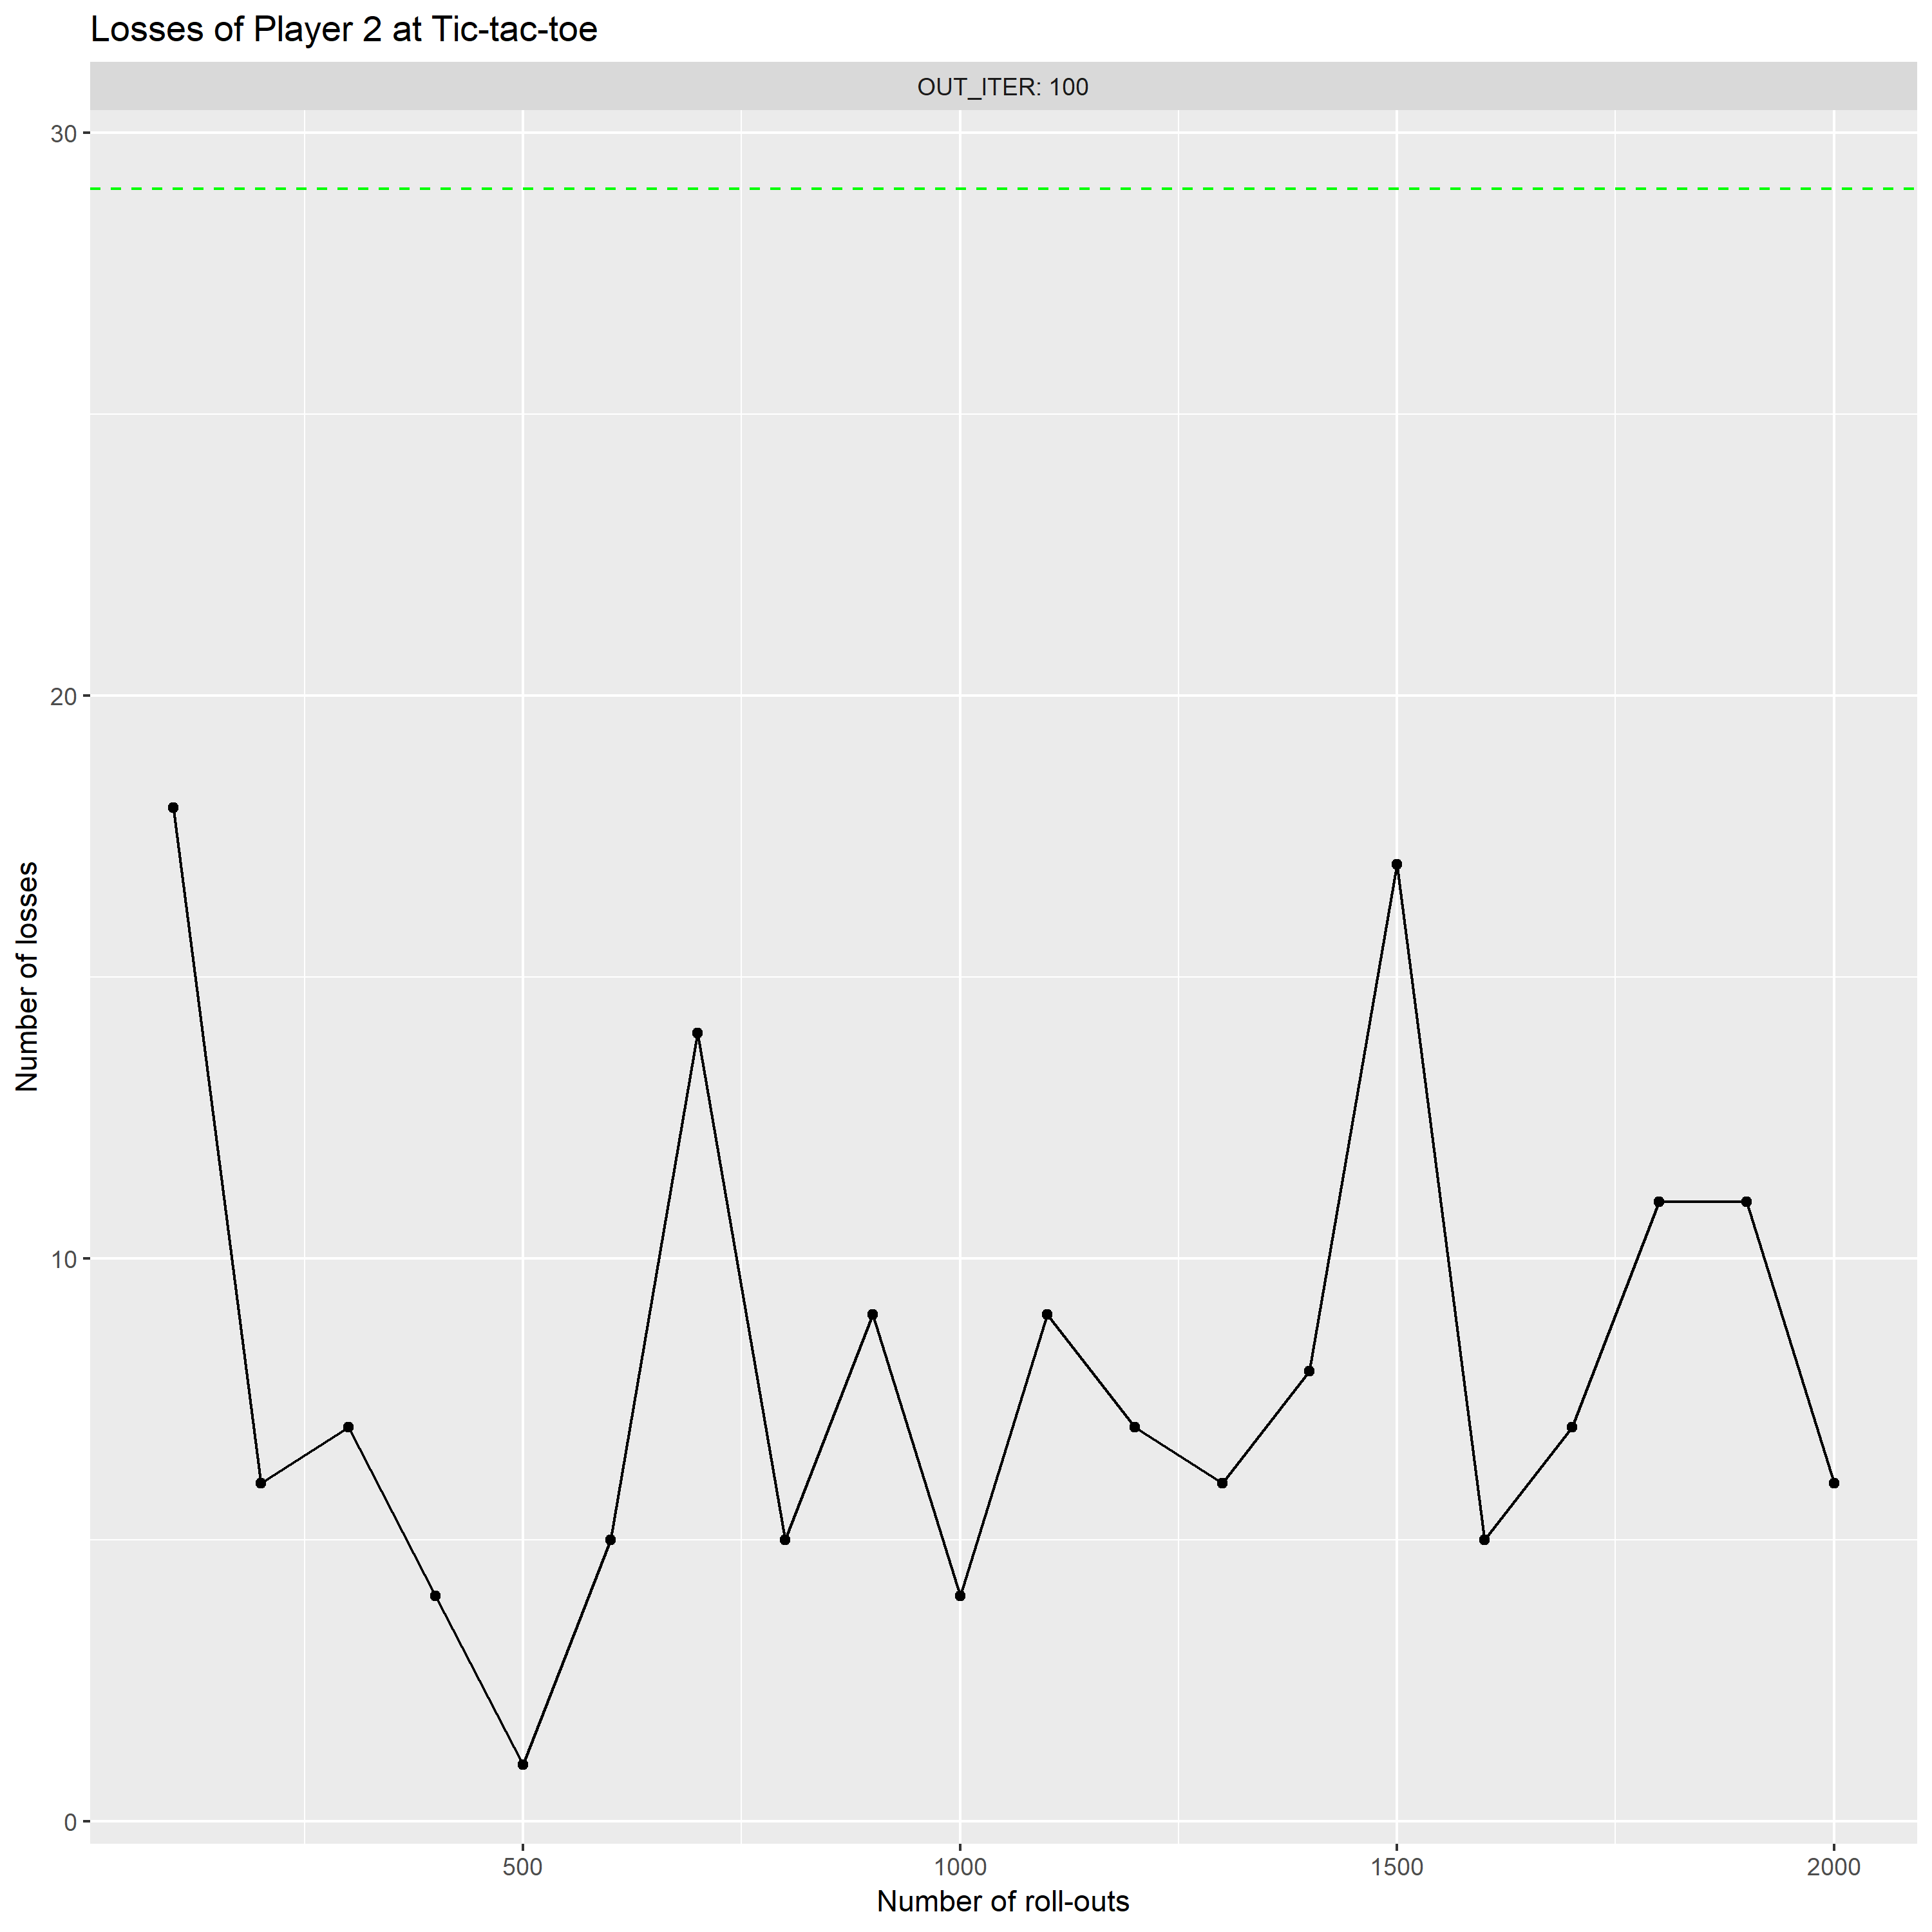 Losses of Player 2 at Tic-tac-toe
OUT_ITER: 100
30
20
10
0
Number of losses
500 1000 1500 2000
Number of roll-outs